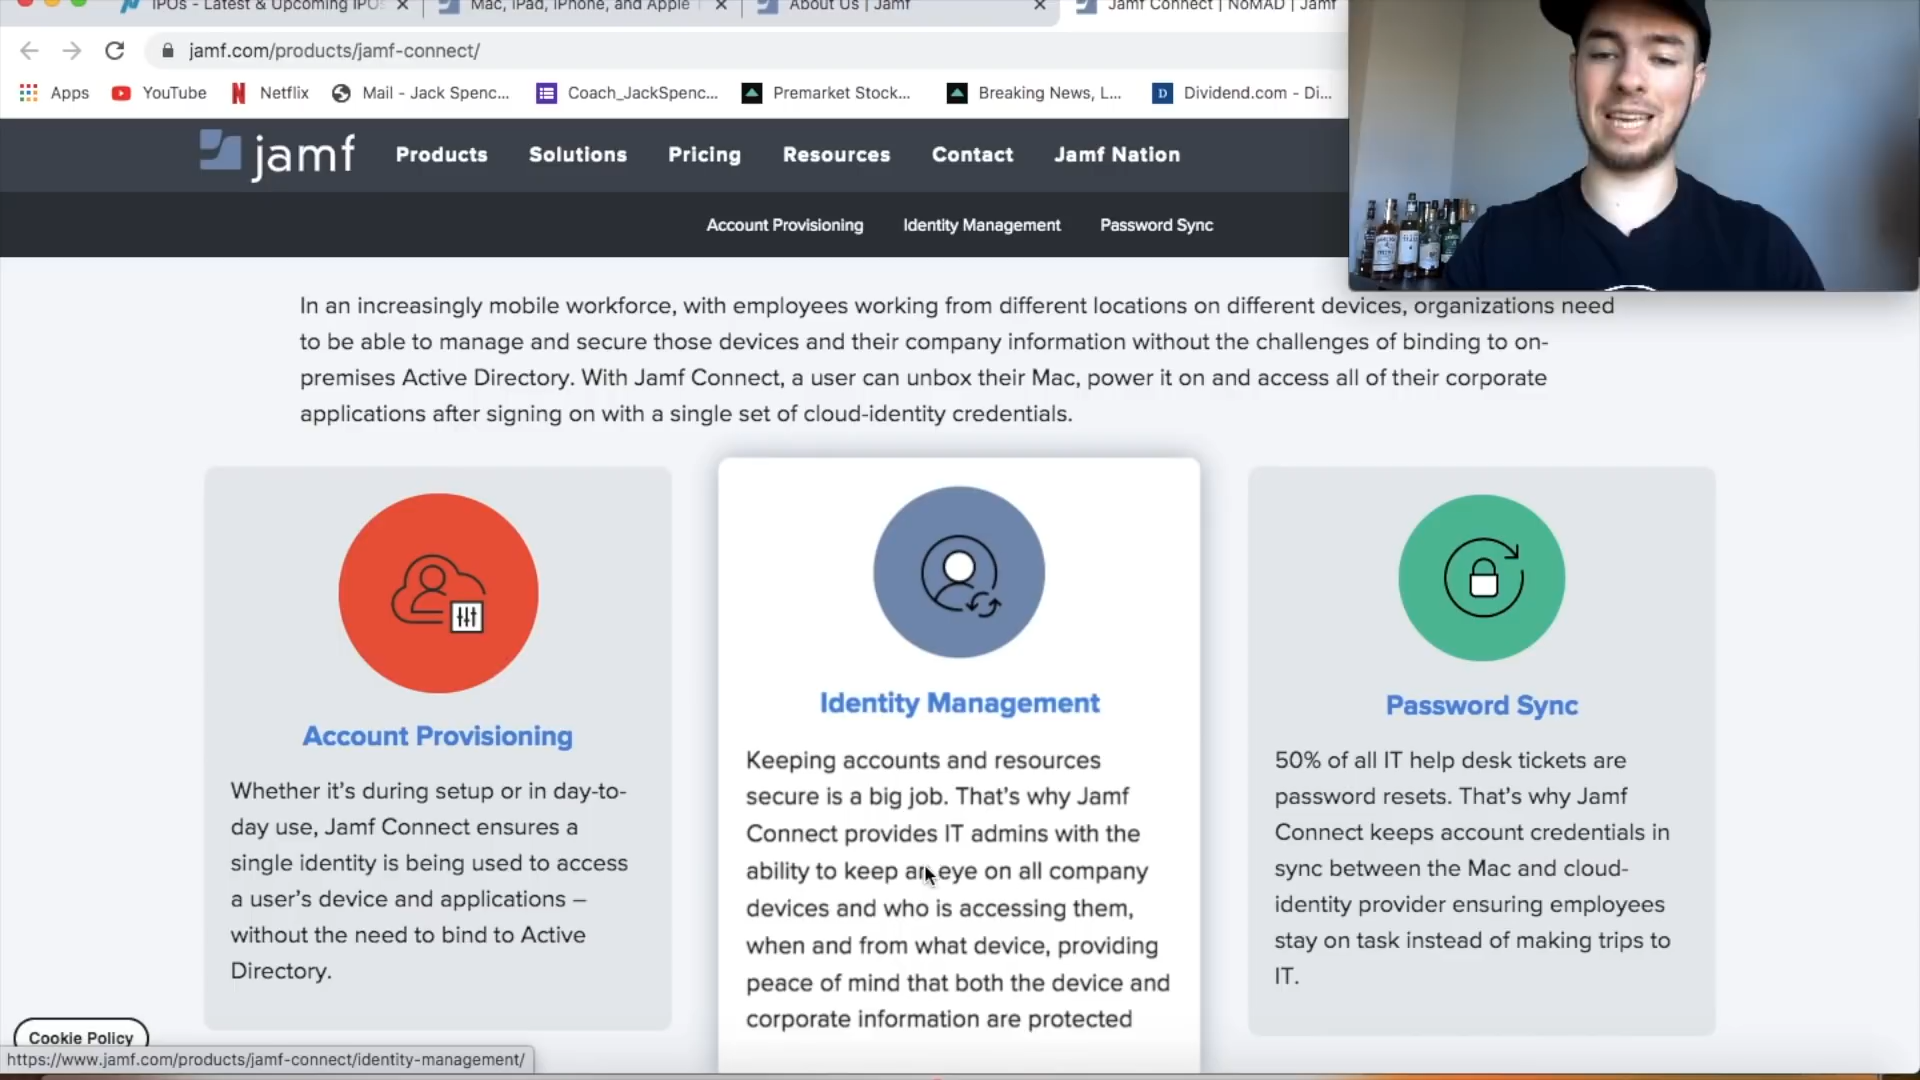 IPOs - Latest & Upcoming IPOs
Mac, iPad, iPhone, and Apple
About Us | Jamf
Jamf Connect | NoMAD | Jamf
jamf.com/products/jamf-connect/
Apps
YouTube
Netflix
Mail - Jack Spenc...
Coach_JackSpenc...
Premarket Stock...
Breaking News, L...
D
Dividend.com - Di...
jamf
Products
Solutions
Pricing
Resources
Contact
Jamf Nation
Account Provisioning
Identity Management
Password Sync
In an increasingly mobile workforce, with employees working from different locations on different devices, organizations need
to be able to manage and secure those devices and their company information without the challenges of binding to on-
premises Active Directory. With Jamf Connect, a user can unbox their Mac, power it on and access all of their corporate
applications after signing on with a single set of cloud-identity credentials.
Account Provisioning
Whether it’s during setup or in day-to-
day use, Jamf Connect ensures a
single identity is being used to access
a user’s device and applications –
without the need to bind to Active
Directory.
Identity Management
Keeping accounts and resources
secure is a big job. That’s why Jamf
Connect provides IT admins with the
ability to keep an eye on all company
devices and who is accessing them,
when and from what device, providing
peace of mind that both the device and
corporate information are protected
Password Sync
50% of all IT help desk tickets are
password resets. That’s why Jamf
Connect keeps account credentials in
sync between the Mac and cloud-
identity provider ensuring employees
stay on task instead of making trips to
IT.
Cookie Policy
https://www.jamf.com/products/jamf-connect/identity-management/